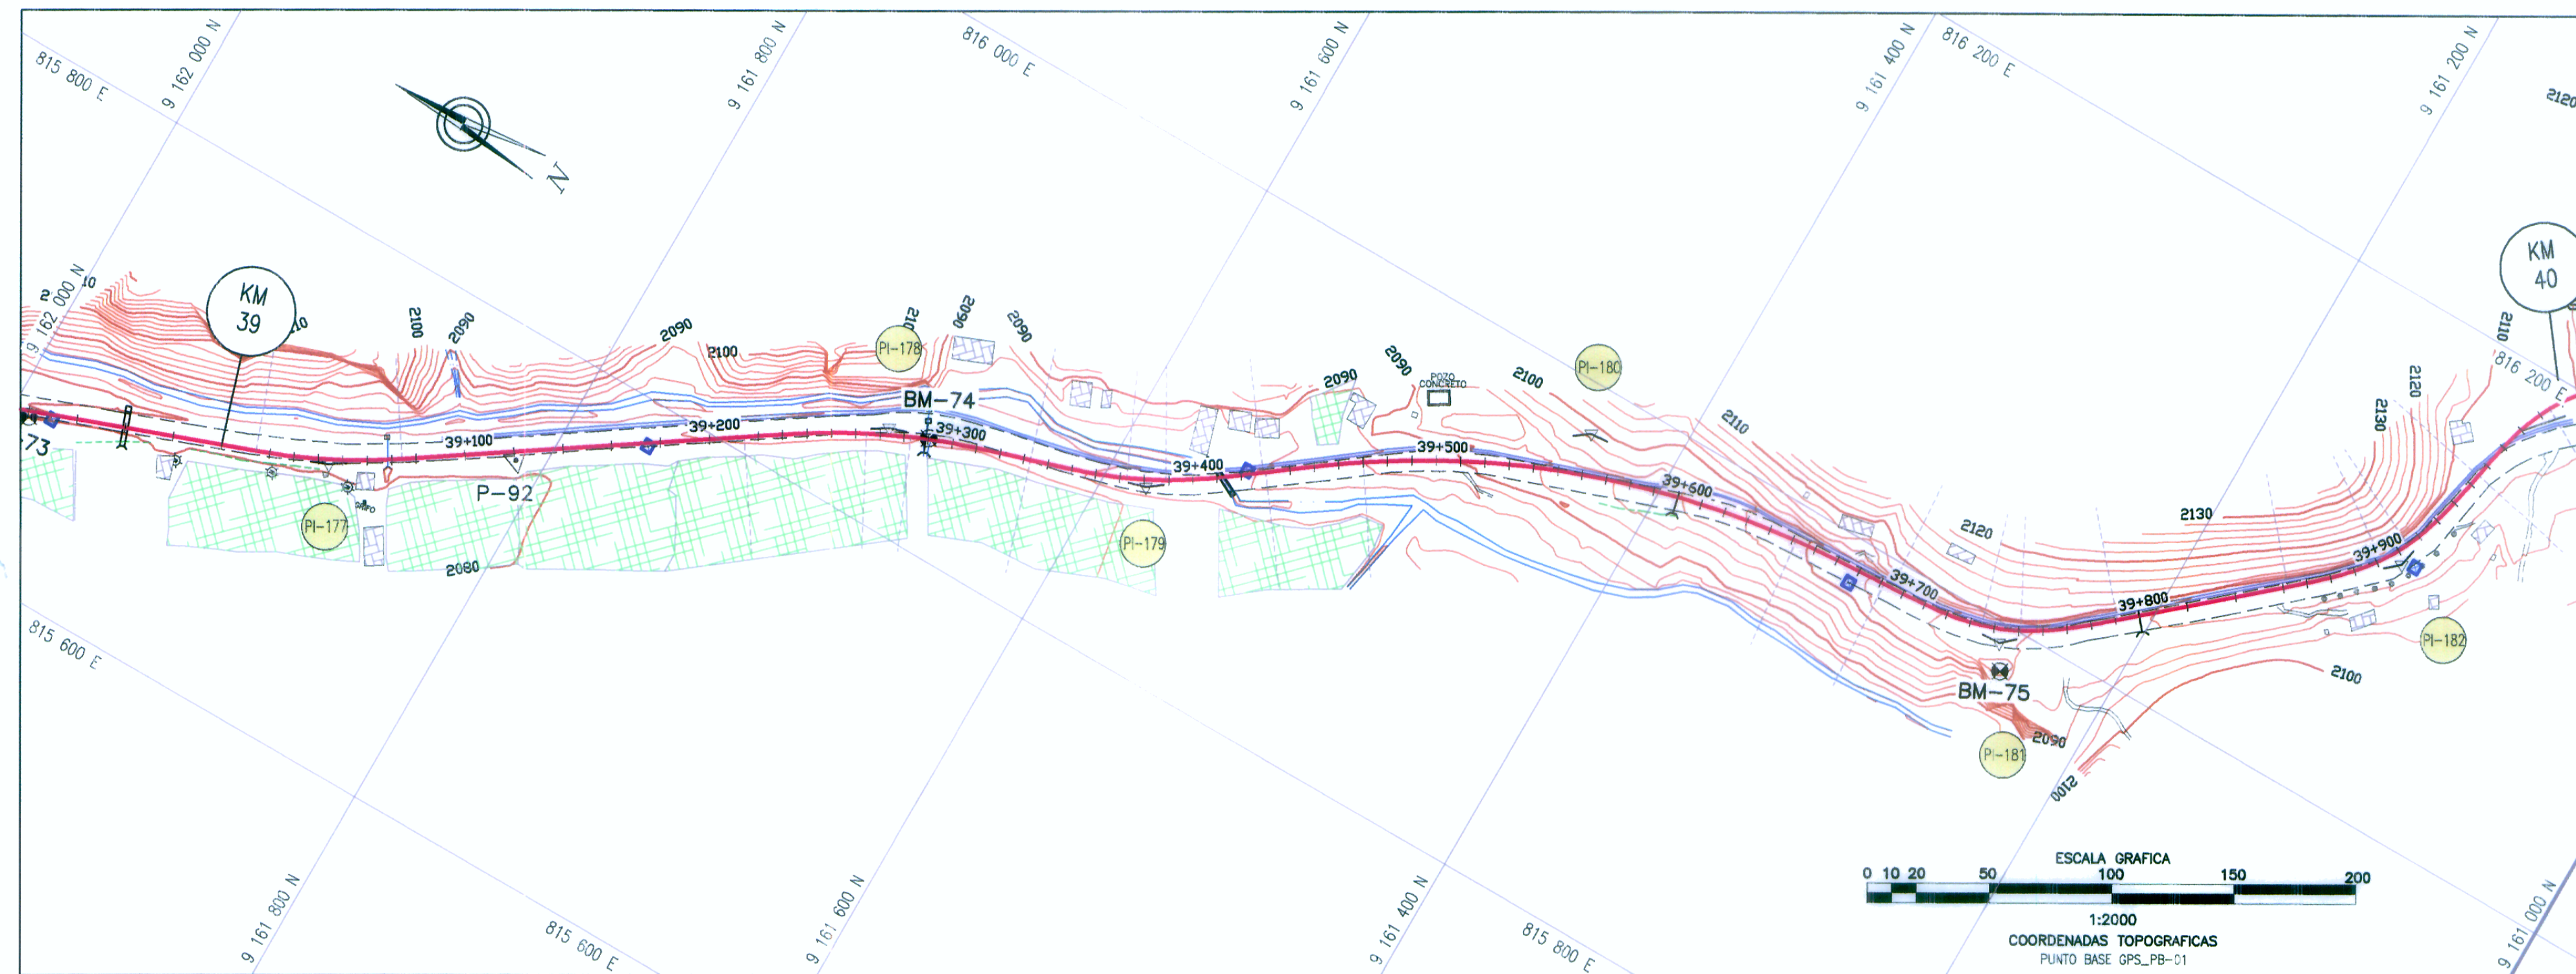 815 800 E
9 162 000 N
9 161 800 N
816 000 E
9 161 600 N
9 161 400 N
816 200 E
9 161 200 N
2120
N
KM
39
KM
40
9 162 000 N
2100
2090
2090
2100
2090
2090
2090
2090
POZO
CONCRETO
2100
2110
2120
2130
2130
2120
2110
816 200 E
PI-178
PI-180
BM-74
-73
39+100
39+200
39+300
39+400
39+500
39+600
39+700
39+800
39+900
P-92
GRIFO
PI-177
PI-179
2080
BM-75
PI-181
2090
2100
2100
PI-182
815 600 E
9 161 800 N
815 600 E
9 161 600 N
9 161 400 N
815 800 E
9 161 000 N
ESCALA GRAFICA
0 10 20 50 100 150 200
1:2000
COORDENADAS TOPOGRAFICAS
PUNTO BASE GPS_PB-01